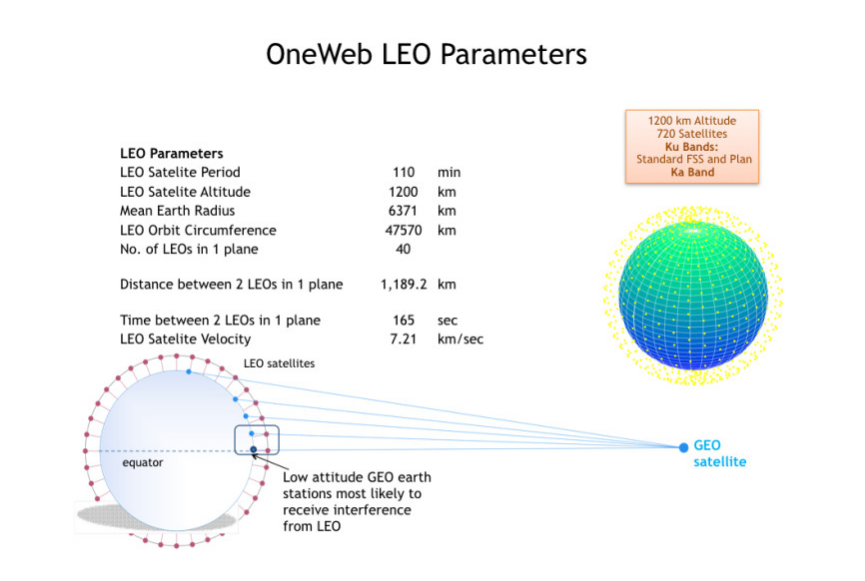 OneWeb LEO Parameters
1200 km Altitude
720 Satellites
Ku Bands:
Standard FSS and Plan
Ka Band
LEO Parameters
LEO Satelite Period 110 min
LEO Satelite Altitude 1200 km
Mean Earth Radius 6371 km
LEO Orbit Circumference 47570 km
No. of LEOs in 1 plane 40
Distance between 2 LEOs in 1 plane 1,189.2 km
Time between 2 LEOs in 1 plane 165 sec
LEO Satelite Velocity 7.21 km/sec
LEO satellites
GEO
satellite
equator
Low attitude GEO earth
stations most likely to
receive interference
from LEO